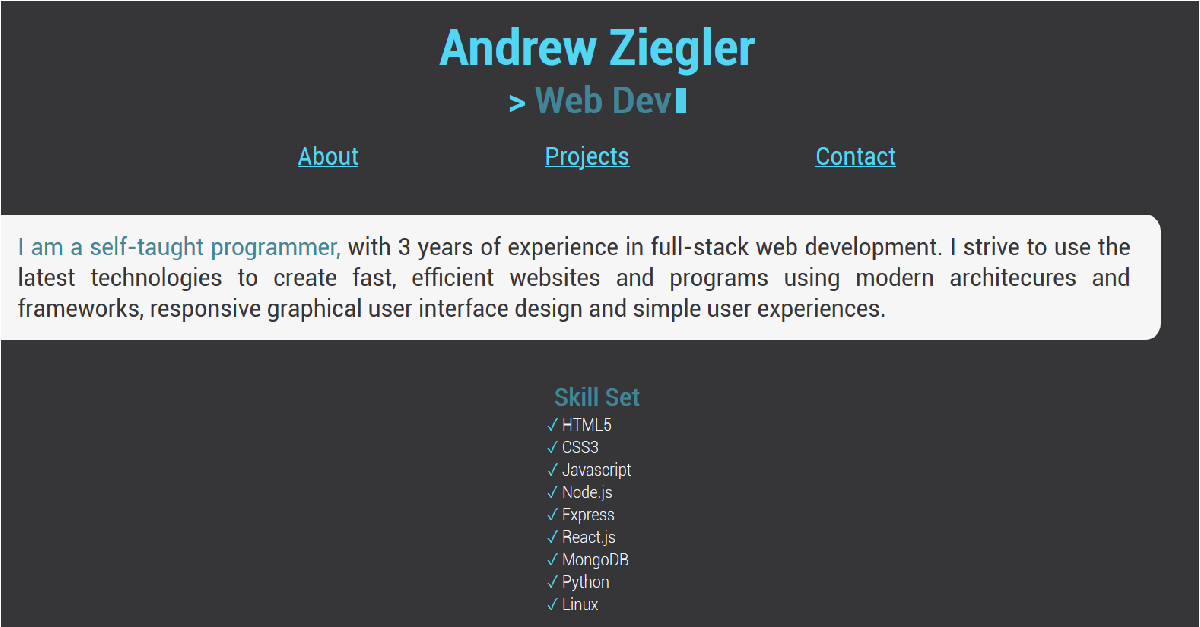 Andrew Ziegler
> Web Dev
About Projects Contact
I am a self-taught programmer, with 3 years of experience in full-stack web development. I strive to use the
latest technologies to create fast, efficient websites and programs using modern architecures and
frameworks, responsive graphical user interface design and simple user experiences.
Skill Set
✓ HTML5
✓ CSS3
✓ Javascript
✓ Node.js
✓ Express
✓ React.js
✓ MongoDB
✓ Python
✓ Linux